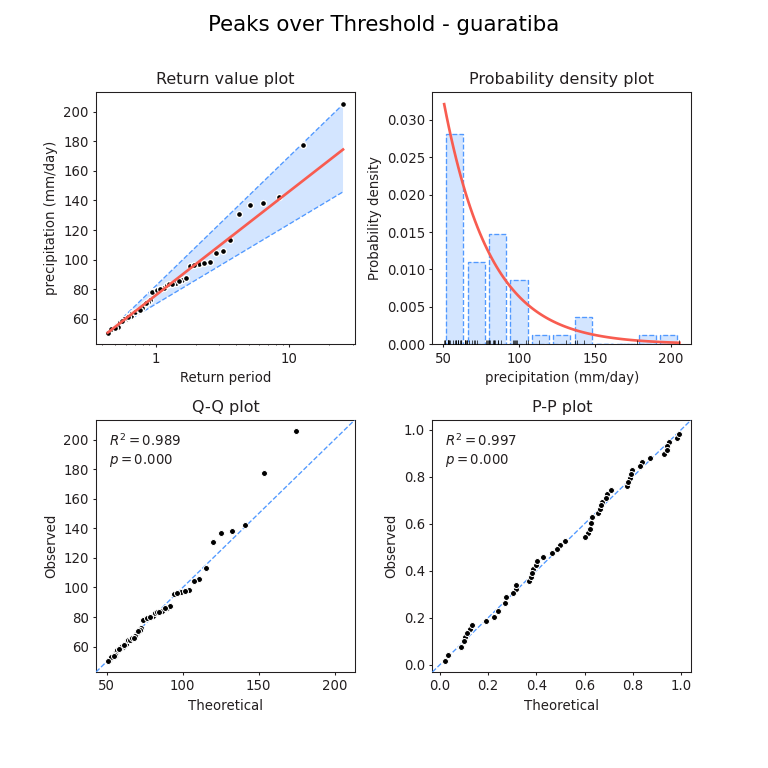 Peaks over Threshold - guaratiba
Return value plot
precipitation (mm/day)
200
180
160
140
120
100
80
60
1
10
Return period
Probability density plot
Probability density
0.030
0.025
0.020
0.015
0.010
0.005
0.000
50
100
150
200
precipitation (mm/day)
Q-Q plot
R² = 0.989
p = 0.000
Observed
200
180
160
140
120
100
80
60
50
100
150
200
Theoretical
P-P plot
R² = 0.997
p = 0.000
Observed
1.0
0.8
0.6
0.4
0.2
0.0
0.0
0.2
0.4
0.6
0.8
1.0
Theoretical